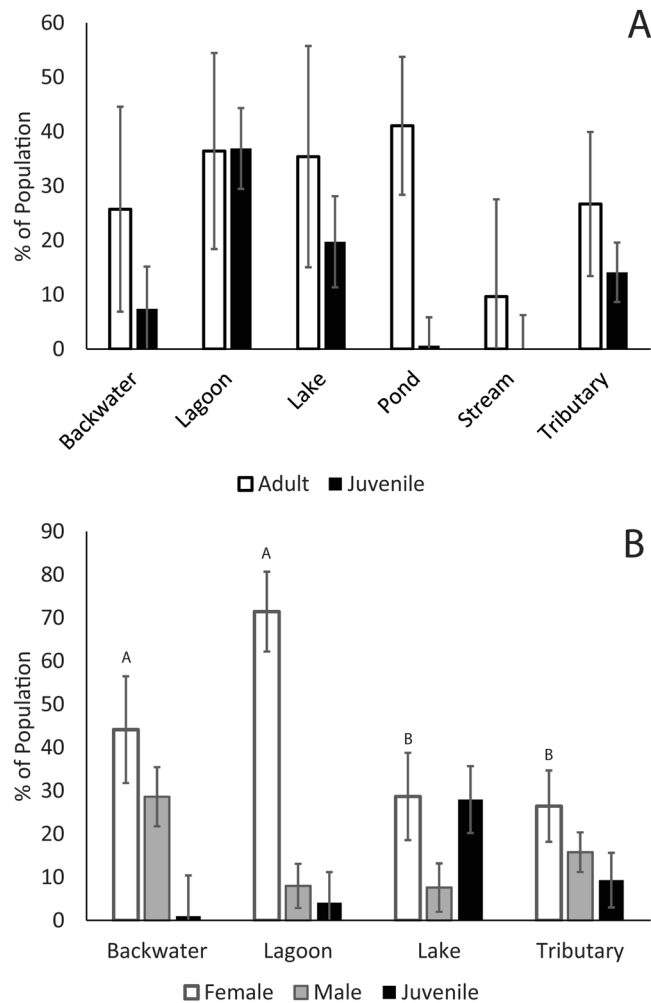 A
60
50
40
30
20
10
0
% of Population
Backwater
Lagoon
Lake
Pond
Stream
Tributary
Adult Juvenile
B
90
80
70
60
50
40
30
20
10
0
% of Population
A
A
B
B
Backwater Lagoon Lake Tributary
Female Male Juvenile